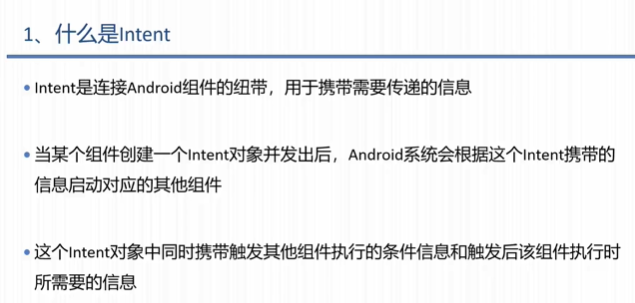 1、什么是Intent
• Intent是连接Android组件的纽带，用于携带需要传递的信息
• 当某个组件创建一个Intent对象并发出后，Android系统会根据这个Intent携带的
信息启动对应的其他组件
• 这个Intent对象中同时携带触发其他组件执行的条件信息和触发后该组件执行时
所需要的信息